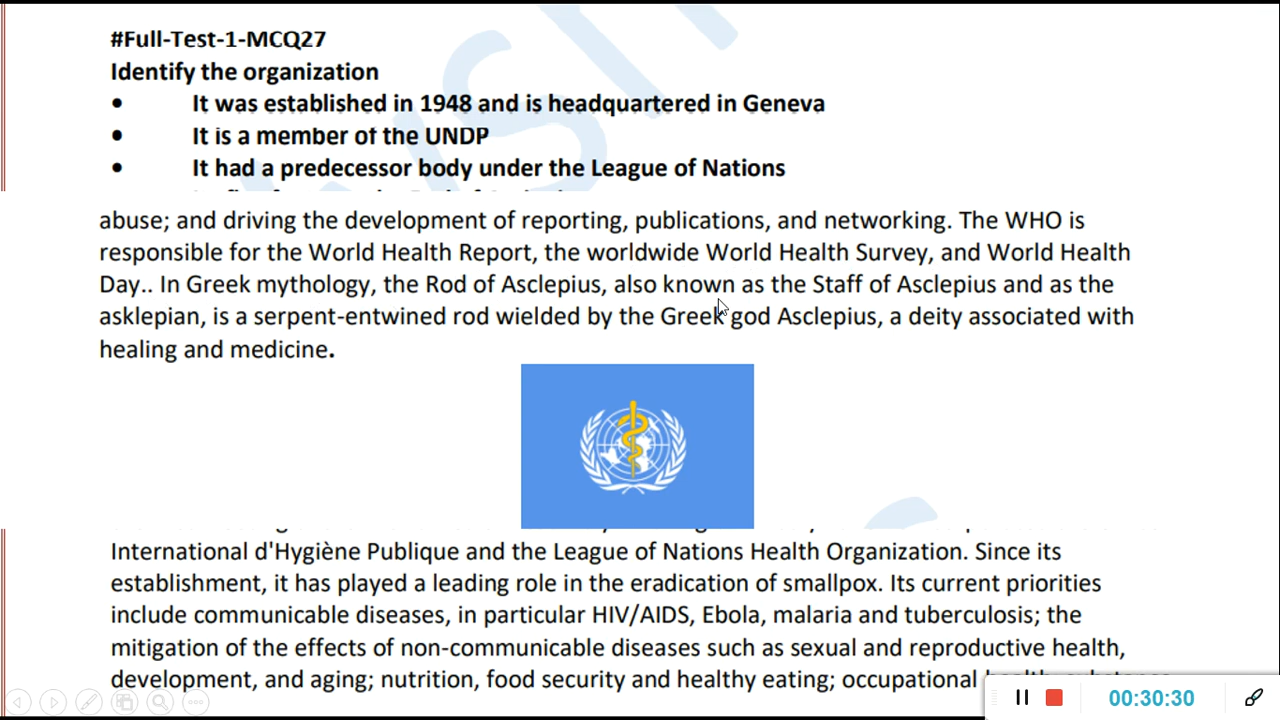 #Full-Test-1-MCQ27
Identify the organization
• It was established in 1948 and is headquartered in Geneva
• It is a member of the UNDP
• It had a predecessor body under the League of Nations
abuse; and driving the development of reporting, publications, and networking. The WHO is
responsible for the World Health Report, the worldwide World Health Survey, and World Health
Day.. In Greek mythology, the Rod of Asclepius, also known as the Staff of Asclepius and as the
asklepian, is a serpent-entwined rod wielded by the Greek god Asclepius, a deity associated with
healing and medicine.
International d'Hygiène Publique and the League of Nations Health Organization. Since its
establishment, it has played a leading role in the eradication of smallpox. Its current priorities
include communicable diseases, in particular HIV/AIDS, Ebola, malaria and tuberculosis; the
mitigation of the effects of non-communicable diseases such as sexual and reproductive health,
development, and aging; nutrition, food security and healthy eating; occupational
00:30:30